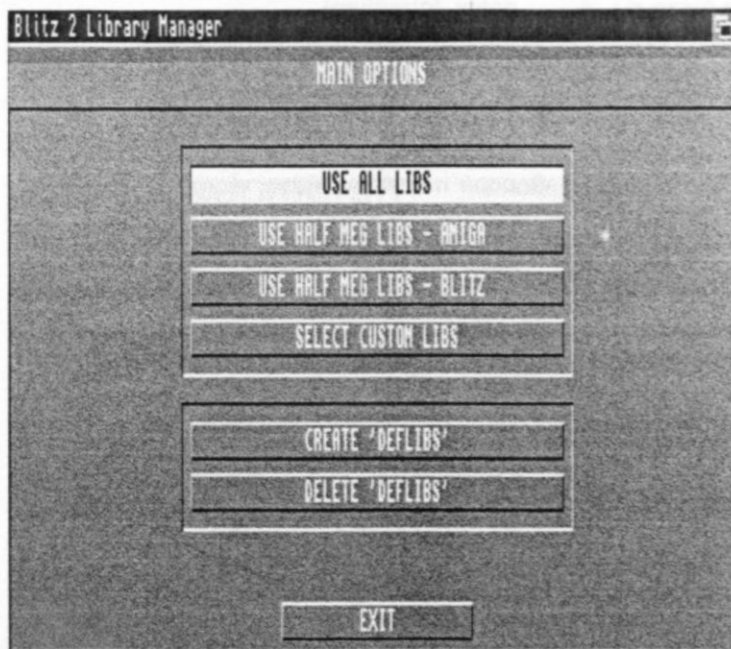 Blitz 2 Library Manager
MAIN OPTIONS
USE ALL LIBS
USE HALF MEG LIBS - AMIGA
USE HALF MEG LIBS - BLITZ
SELECT CUSTOM LIBS
CREATE 'DEFLIBS'
DELETE 'DEFLIBS'
EXIT